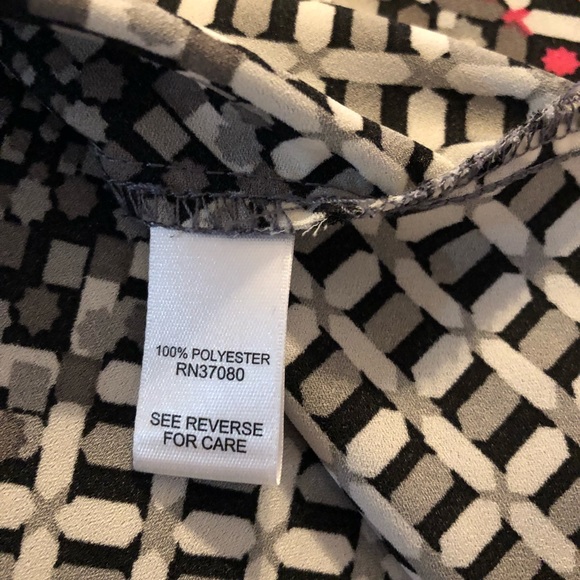 100% POLYESTER
RN37080
SEE REVERSE
FOR CARE